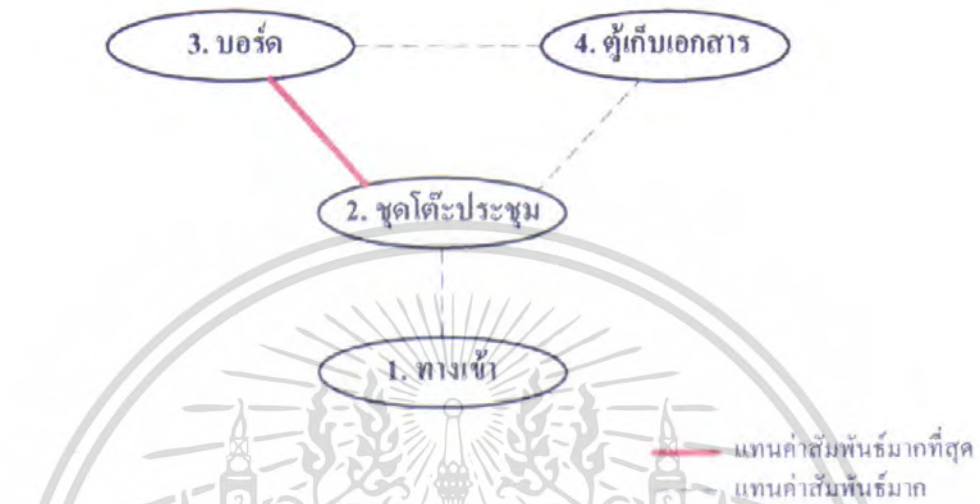 3. บอร์ด
4. ตู้เก็บเอกสาร
2. ชุดโต๊ะประชุม
1. ทางเข้า
แทนค่าสัมพันธ์มากที่สุด
แทนค่าสัมพันธ์มาก